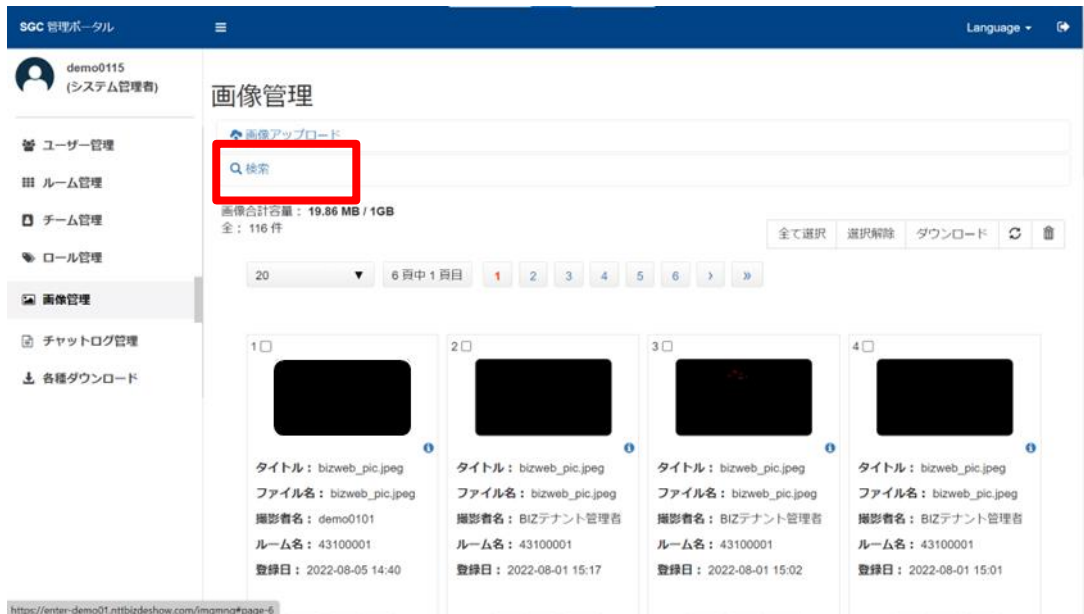 SGC 管理ポータル
Language
demo0115
(システム管理者)
画像管理
画像アップロード
検索
ユーザー管理
ルーム管理
チーム管理
ロール管理
画像管理
チャットログ管理
各種ダウンロード
画像合計容量： 19.86 MB / 1GB
全： 116 件
全て選択 選択解除 ダウンロード
20 ▼ 6 頁中 1 頁目 1 2 3 4 5 6 › »
1 2 3 4
タイトル： bizweb_pic.jpeg タイトル： bizweb_pic.jpeg タイトル： bizweb_pic.jpeg タイトル： bizweb_pic.jpeg
ファイル名： bizweb_pic.jpeg ファイル名： bizweb_pic.jpeg ファイル名： bizweb_pic.jpeg ファイル名： bizweb_pic.jpeg
撮影者名： demo0101 撮影者名： BIZテナント管理者 撮影者名： BIZテナント管理者 撮影者名： BIZテナント管理者
ルーム名： 43100001 ルーム名： 43100001 ルーム名： 43100001 ルーム名： 43100001
登録日： 2022-08-05 14:40 登録日： 2022-08-01 15:17 登録日： 2022-08-01 15:02 登録日： 2022-08-01 15:01
https://enter-demo01.nttbizdeshow.com/imgmng#page-6